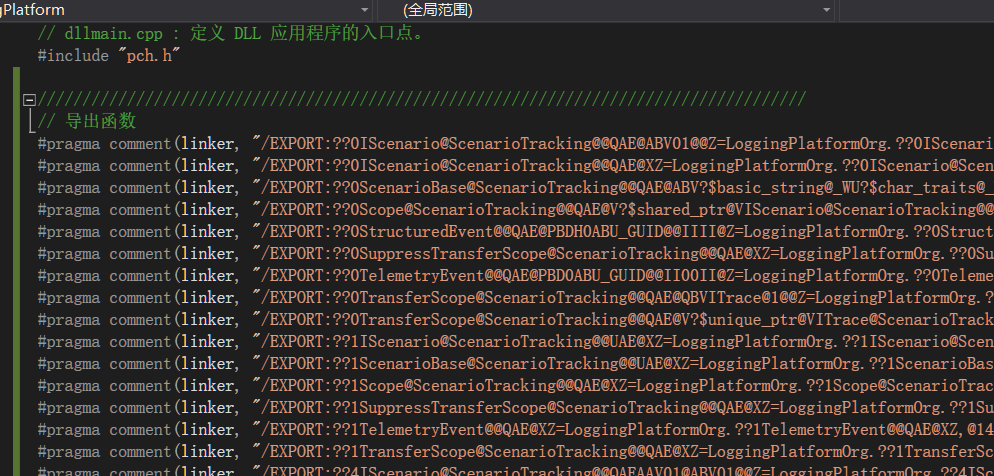 gPlatform
(全局范围)
// dllmain.cpp : 定义 DLL 应用程序的入口点。
#include "pch.h"
//////////////////////////////////////////////////////////////////////////////////////
// 导出函数
#pragma comment(linker, "/EXPORT:??0IScenario@ScenarioTracking@@QAE@ABV01@@Z=LoggingPlatformOrg.??0IScenari
#pragma comment(linker, "/EXPORT:??0IScenario@ScenarioTracking@@QAE@XZ=LoggingPlatformOrg.??0IScenario@Scen
#pragma comment(linker, "/EXPORT:??0ScenarioBase@ScenarioTracking@@QAE@ABV?$basic_string@_WU?$char_traits@_
#pragma comment(linker, "/EXPORT:??0Scope@ScenarioTracking@@QAE@V?$shared_ptr@VIScenario@ScenarioTracking@@
#pragma comment(linker, "/EXPORT:??0StructuredEvent@@QAE@PBDH0ABU_GUID@@IIII@Z=LoggingPlatformOrg.??0Struct
#pragma comment(linker, "/EXPORT:??0SuppressTransferScope@ScenarioTracking@@QAE@XZ=LoggingPlatformOrg.??0Su
#pragma comment(linker, "/EXPORT:??0TelemetryEvent@@QAE@PBD0ABU_GUID@@II0II@Z=LoggingPlatformOrg.??0Teleme
#pragma comment(linker, "/EXPORT:??0TransferScope@ScenarioTracking@@QAE@QBVITrace@1@@Z=LoggingPlatformOrg.?
#pragma comment(linker, "/EXPORT:??0TransferScope@ScenarioTracking@@QAE@V?$unique_ptr@VITrace@ScenarioTrack
#pragma comment(linker, "/EXPORT:??1IScenario@ScenarioTracking@@UAE@XZ=LoggingPlatformOrg.??1IScenario@Scen
#pragma comment(linker, "/EXPORT:??1ScenarioBase@ScenarioTracking@@UAE@XZ=LoggingPlatformOrg.??1ScenarioBas
#pragma comment(linker, "/EXPORT:??1Scope@ScenarioTracking@@QAE@XZ=LoggingPlatformOrg.??1Scope@ScenarioTrac
#pragma comment(linker, "/EXPORT:??1SuppressTransferScope@ScenarioTracking@@QAE@XZ=LoggingPlatformOrg.??1Su
#pragma comment(linker, "/EXPORT:??1TelemetryEvent@@QAE@XZ=LoggingPlatformOrg.??1TelemetryEvent@@QAE@XZ,@14
#pragma comment(linker, "/EXPORT:??1TransferScope@ScenarioTracking@@QAE@XZ=LoggingPlatformOrg.??1TransferSc
#pragma comment(linker, "/EXPORT:??4IScenario@ScenarioTracking@@QAEAAV01@ABV01@@Z=LoggingPlatformOrg.??4IS